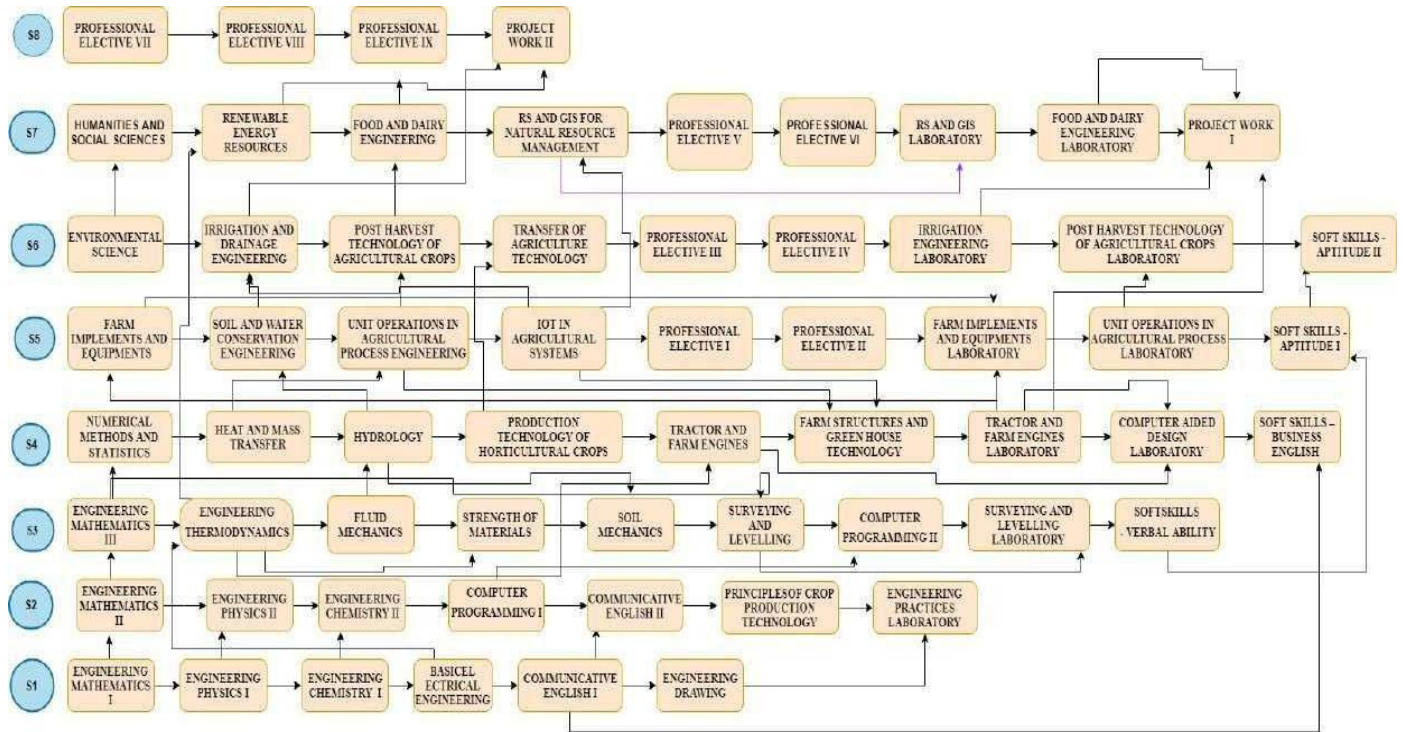 S8
PROFESSIONAL
ELECTIVE VII
PROFESSIONAL
ELECTIVE VIII
PROFESSIONAL
ELECTIVE IX
PROJECT
WORK II
S7
HUMANITIES AND
SOCIAL SCIENCES
RENEWABLE
ENERGY
RESOURCES
FOOD AND DAIRY
ENGINEERING
RS AND GIS FOR
NATURAL RESOURCE
MANAGEMENT
PROFESSIONAL
ELECTIVE V
PROFESSIONAL
ELECTIVE VI
RS AND GIS
LABORATORY
FOOD AND DAIRY
ENGINEERING
LABORATORY
PROJECT WORK
I
S6
ENVIRONMENTAL
SCIENCE
IRRIGATION AND
DRAINAGE
ENGINEERING
POST HARVEST
TECHNOLOGY OF
AGRICULTURAL CROPS
TRANSFER OF
AGRICULTURE
TECHNOLOGY
PROFESSIONAL
ELECTIVE III
PROFESSIONAL
ELECTIVE IV
IRRIGATION
ENGINEERING
LABORATORY
POST HARVEST TECHNOLOGY
OF AGRICULTURAL CROPS
LABORATORY
SOFT SKILLS -
APTITUDE II
S5
FARM
IMPLEMENTS AND
EQUIPMENTS
SOIL AND WATER
CONSERVATION
ENGINEERING
UNIT OPERATIONS IN
AGRICULTURAL
PROCESS ENGINEERING
IOT IN
AGRICULTURAL
SYSTEMS
PROFESSIONAL
ELECTIVE I
PROFESSIONAL
ELECTIVE II
FARM IMPLEMENTS
AND EQUIPMENTS
LABORATORY
UNIT OPERATIONS IN
AGRICULTURAL PROCESS
LABORATORY
SOFT SKILLS -
APTITUDE I
S4
NUMERICAL
METHODS AND
STATISTICS
HEAT AND MASS
TRANSFER
HYDROLOGY
PRODUCTION
TECHNOLOGY OF
HORTICULTURAL CROPS
TRACTOR AND
FARM ENGINES
FARM STRUCTURES AND
GREEN HOUSE
TECHNOLOGY
TRACTOR AND
FARM ENGINES
LABORATORY
COMPUTER AIDED
DESIGN
LABORATORY
SOFT SKILLS –
BUSINESS
ENGLISH
S3
ENGINEERING
MATHEMATICS
III
ENGINEERING
THERMODYNAMICS
FLUID
MECHANICS
STRENGTH OF
MATERIALS
SOIL
MECHANICS
SURVEYING
AND
LEVELLING
COMPUTER
PROGRAMMING II
SURVEYING AND
LEVELLING
LABORATORY
SOFTSKILLS
- VERBAL ABILITY
S2
ENGINEERING
MATHEMATICS
II
ENGINEERING
PHYSICS II
ENGINEERING
CHEMISTRY II
COMPUTER
PROGRAMMING I
COMMUNICATIVE
ENGLISH II
PRINCIPLESOF CROP
PRODUCTION
TECHNOLOGY
ENGINEERING
PRACTICES
LABORATORY
S1
ENGINEERING
MATHEMATICS
I
ENGINEERING
PHYSICS I
ENGINEERING
CHEMISTRY I
BASICEL
ECTRICAL
ENGINEERING
COMMUNICATIVE
ENGLISH I
ENGINEERING
DRAWING